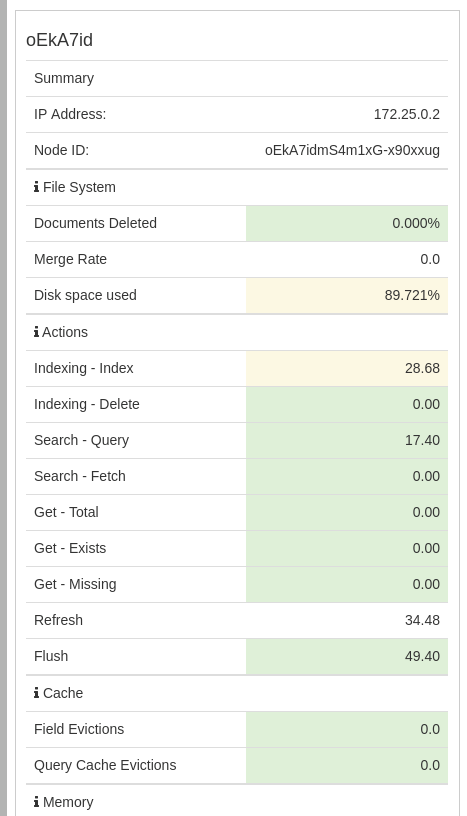 oEkA7id
Summary
IP Address: 172.25.0.2
Node ID: oEkA7idmS4m1xG-x90xxug
File System
Documents Deleted 0.000%
Merge Rate 0.0
Disk space used 89.721%
Actions
Indexing - Index 28.68
Indexing - Delete 0.00
Search - Query 17.40
Search - Fetch 0.00
Get - Total 0.00
Get - Exists 0.00
Get - Missing 0.00
Refresh 34.48
Flush 49.40
Cache
Field Evictions 0.0
Query Cache Evictions 0.0
Memory